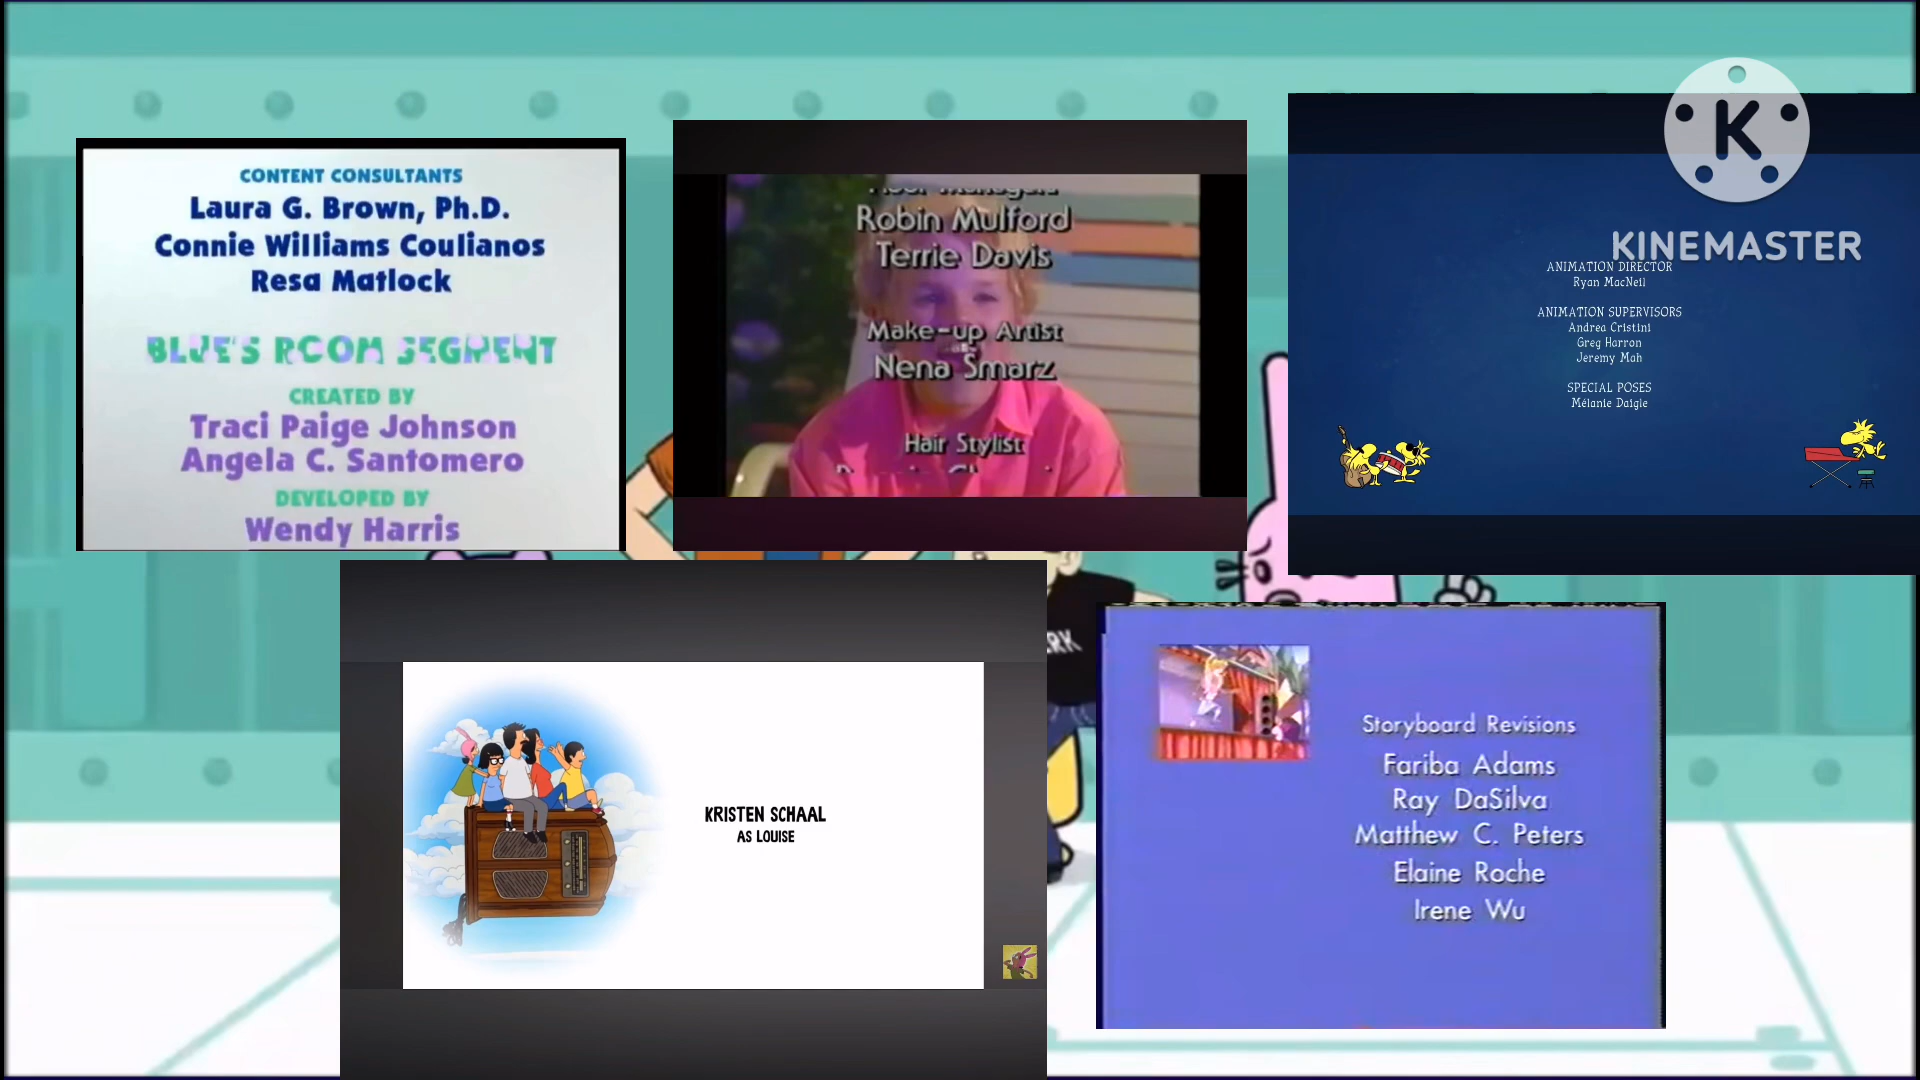 CONTENT CONSULTANTS
Laura G. Brown, Ph.D.
Connie Williams Coulianos
Resa Matlock
BLUE'S ROOM SEGMENT
CREATED BY
Traci Paige Johnson
Angela C. Santomero
DEVELOPED BY
Wendy Harris
Robin Mulford
Terrie Davis
Make-up Artist
Nena Smarz
Hair Stylist
K
KINEMASTER
ANIMATION DIRECTOR
Ryan MacNeil
ANIMATION SUPERVISORS
Andrea Cristini
Greg Harron
Jeremy Mah
SPECIAL POSES
Mélanie Daigle
KRISTEN SCHAAL
AS LOUISE
Storyboard Revisions
Fariba Adams
Ray DaSilva
Matthew C. Peters
Elaine Roche
Irene Wu